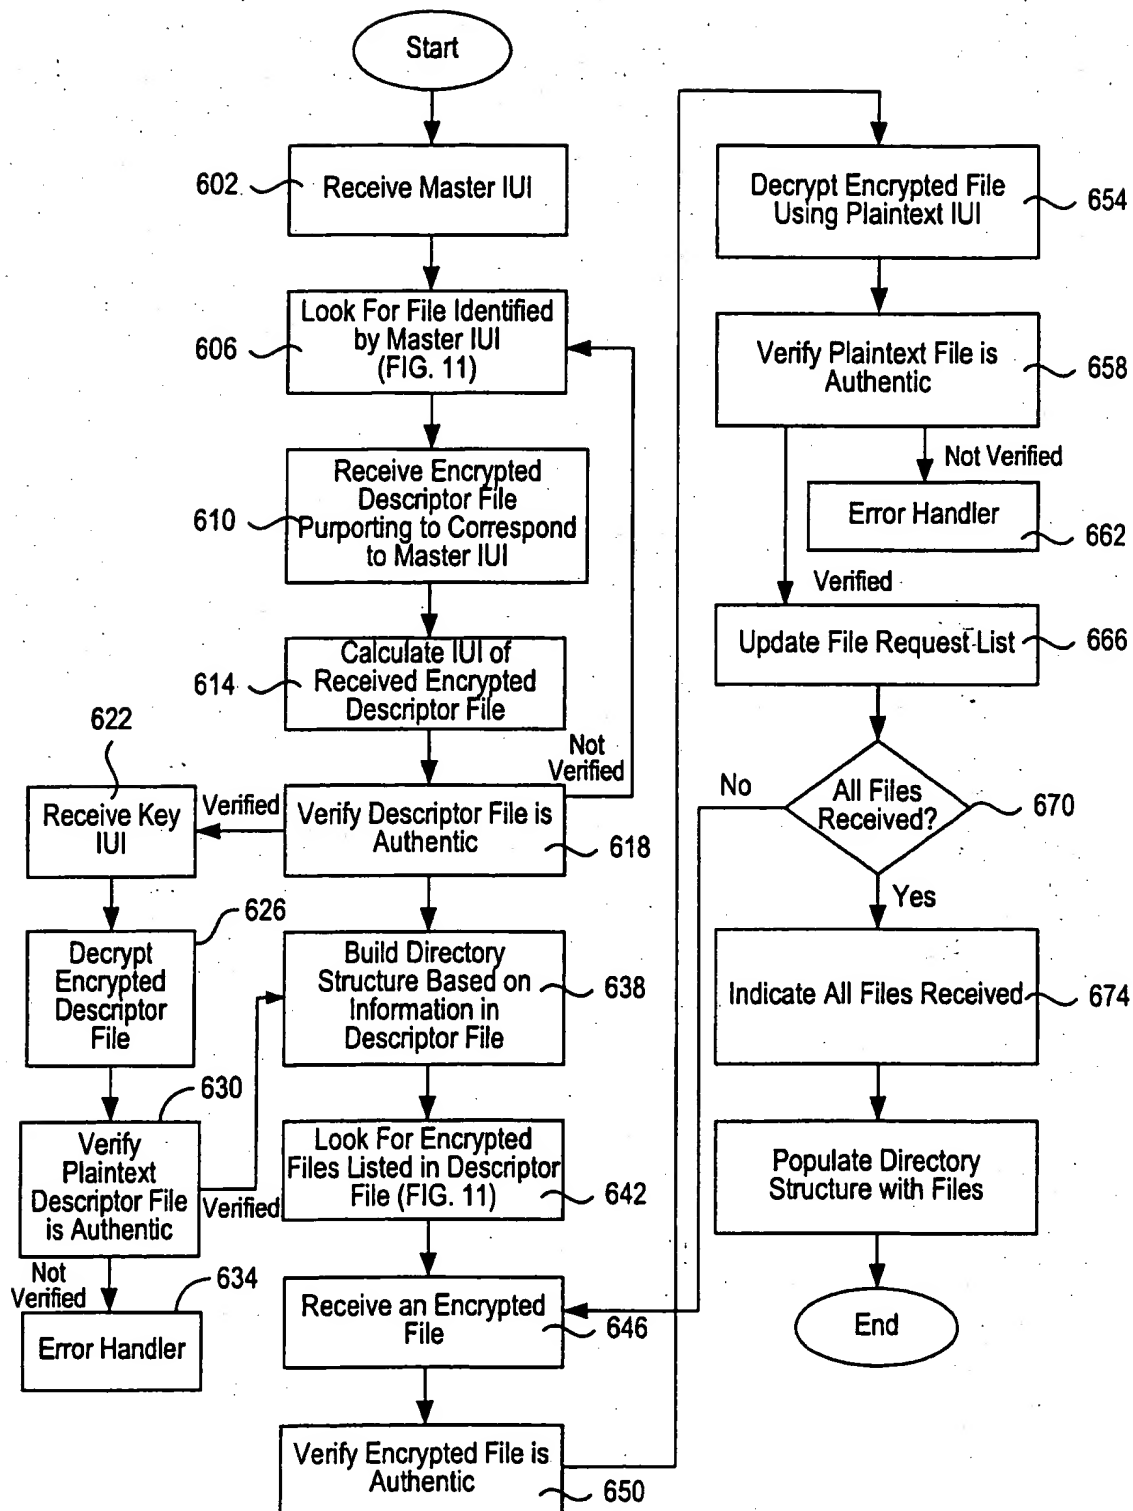 Start
602
Receive Master IUI
606
Look For File Identified
by Master IUI
(FIG. 11)
610
Receive Encrypted
Descriptor File
Purporting to Correspond
to Master IUI
614
Calculate IUI of
Received Encrypted
Descriptor File
Not
Verified
Verify Descriptor File is
Authentic
618
Verified
622
Receive Key
IUI
626
Decrypt
Encrypted
Descriptor
File
630
Verify
Plaintext
Descriptor File
is Authentic
Verified
Not
Verified
634
Error Handler
Build Directory
Structure Based on
Information in
Descriptor File
638
Look For Encrypted
Files Listed in Descriptor
File (FIG. 11)
642
Receive an Encrypted
File
646
Verify Encrypted File is
Authentic
650
Decrypt Encrypted File
Using Plaintext IUI
654
Verify Plaintext File is
Authentic
658
Not Verified
Error Handler
662
Verified
Update File Request List
666
All Files
Received?
670
No
Yes
Indicate All Files Received
674
Populate Directory
Structure with Files
End